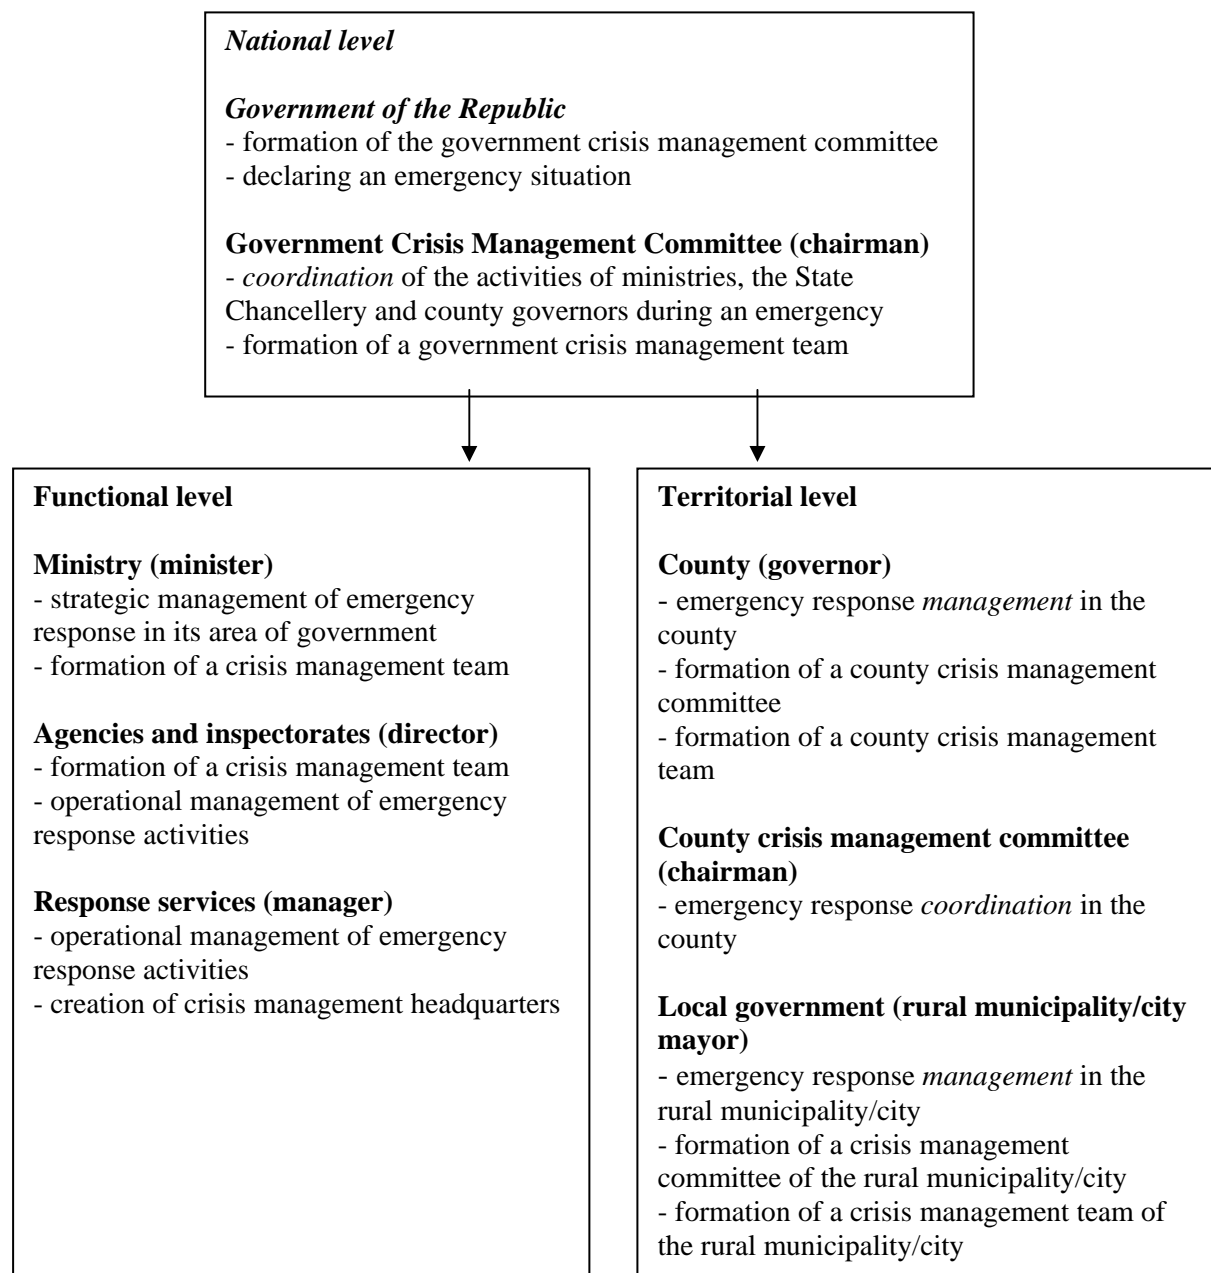 National level
Government of the Republic
- formation of the government crisis management committee
- declaring an emergency situation
Government Crisis Management Committee (chairman)
- coordination of the activities of ministries, the State
Chancellery and county governors during an emergency
- formation of a government crisis management team
Functional level
Ministry (minister)
- strategic management of emergency
response in its area of government
- formation of a crisis management team
Agencies and inspectorates (director)
- formation of a crisis management team
- operational management of emergency
response activities
Response services (manager)
- operational management of emergency
response activities
- creation of crisis management headquarters
Territorial level
County (governor)
- emergency response management in the
county
- formation of a county crisis management
committee
- formation of a county crisis management
team
County crisis management committee
(chairman)
- emergency response coordination in the
county
Local government (rural municipality/city
mayor)
- emergency response management in the
rural municipality/city
- formation of a crisis management
committee of the rural municipality/city
- formation of a crisis management team of
the rural municipality/city